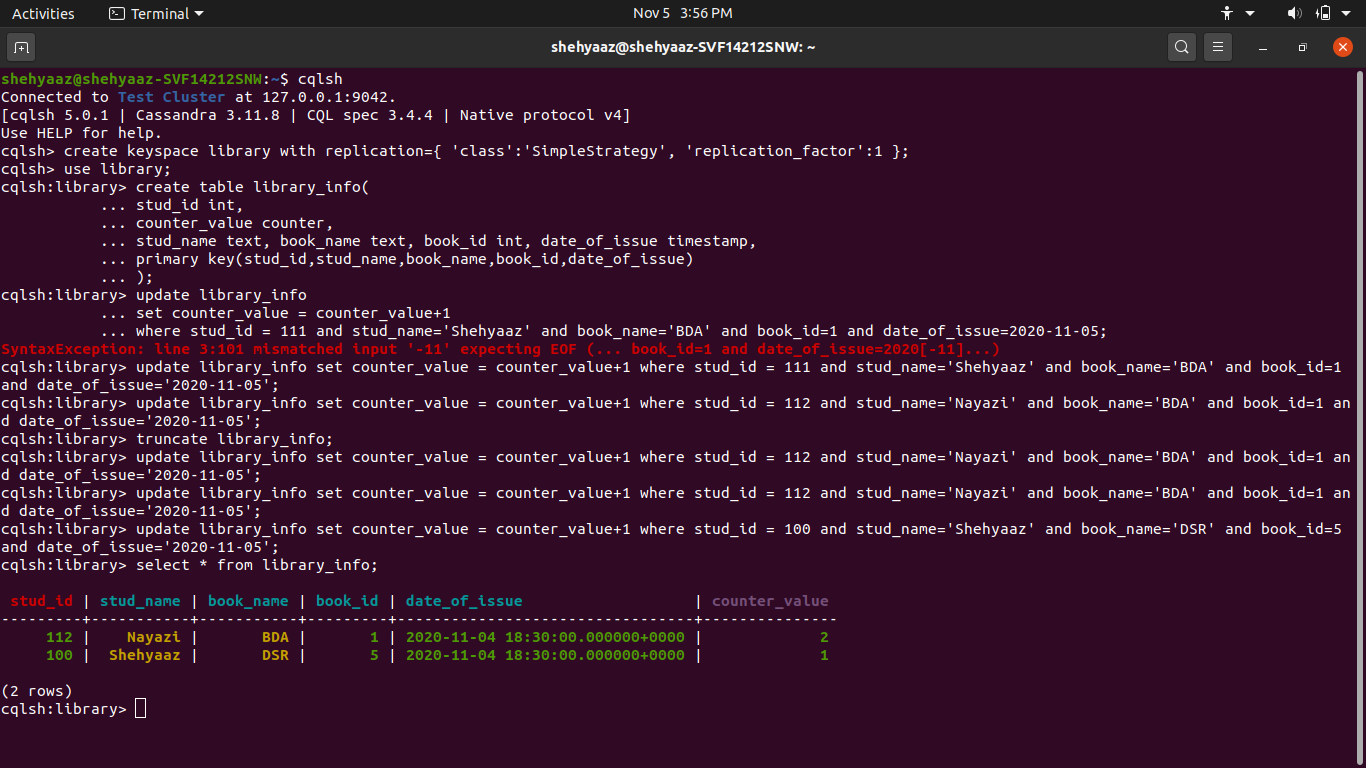 Activities Terminal Nov 5 3:56 PM
shehyaaz@shehyaaz-SVF14212SNW: ~
shehyaaz@shehyaaz-SVF14212SNW:~$ cqlsh
Connected to Test Cluster at 127.0.0.1:9042.
[cqlsh 5.0.1 | Cassandra 3.11.8 | CQL spec 3.4.4 | Native protocol v4]
Use HELP for help.
cqlsh> create keyspace library with replication={ 'class':'SimpleStrategy', 'replication_factor':1 };
cqlsh> use library;
cqlsh:library> create table library_info(
... stud_id int,
... counter_value counter,
... stud_name text, book_name text, book_id int, date_of_issue timestamp,
... primary key(stud_id,stud_name,book_name,book_id,date_of_issue)
... );
cqlsh:library> update library_info
... set counter_value = counter_value+1
... where stud_id = 111 and stud_name='Shehyaaz' and book_name='BDA' and book_id=1 and date_of_issue=2020-11-05;
SyntaxException: line 3:101 mismatched input '-11' expecting EOF (... book_id=1 and date_of_issue=2020[-11]...)
cqlsh:library> update library_info set counter_value = counter_value+1 where stud_id = 111 and stud_name='Shehyaaz' and book_name='BDA' and book_id=1
and date_of_issue='2020-11-05';
cqlsh:library> update library_info set counter_value = counter_value+1 where stud_id = 112 and stud_name='Nayazi' and book_name='BDA' and book_id=1 an
d date_of_issue='2020-11-05';
cqlsh:library> truncate library_info;
cqlsh:library> update library_info set counter_value = counter_value+1 where stud_id = 112 and stud_name='Nayazi' and book_name='BDA' and book_id=1 an
d date_of_issue='2020-11-05';
cqlsh:library> update library_info set counter_value = counter_value+1 where stud_id = 112 and stud_name='Nayazi' and book_name='BDA' and book_id=1 an
d date_of_issue='2020-11-05';
cqlsh:library> update library_info set counter_value = counter_value+1 where stud_id = 100 and stud_name='Shehyaaz' and book_name='DSR' and book_id=5
and date_of_issue='2020-11-05';
cqlsh:library> select * from library_info;
stud_id | stud_name | book_name | book_id | date_of_issue | counter_value
---------+-----------+-----------+---------+---------------------------------+---------------
112 | Nayazi | BDA | 1 | 2020-11-04 18:30:00.000000+0000 | 2
100 | Shehyaaz | DSR | 5 | 2020-11-04 18:30:00.000000+0000 | 1
(2 rows)
cqlsh:library>